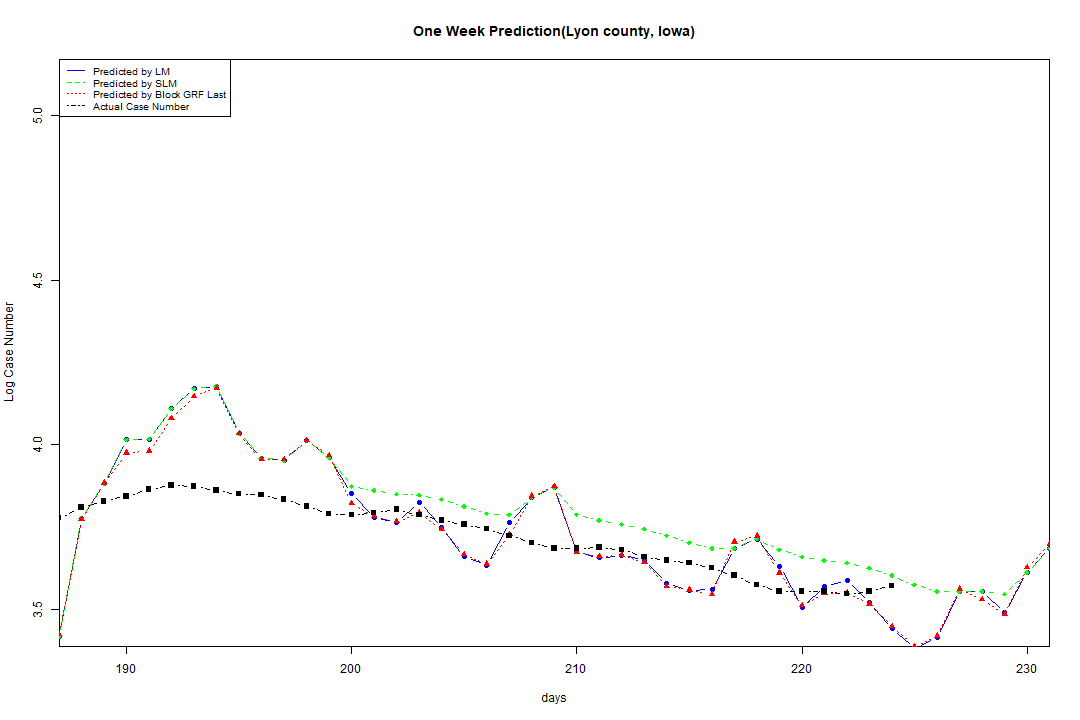 One Week Prediction(Lyon county, Iowa)
Predicted by LM
Predicted by SLM
Predicted by Block GRF Last
Actual Case Number
5.0
4.5
4.0
3.5
Log Case Number
190 200 210 220 230
days